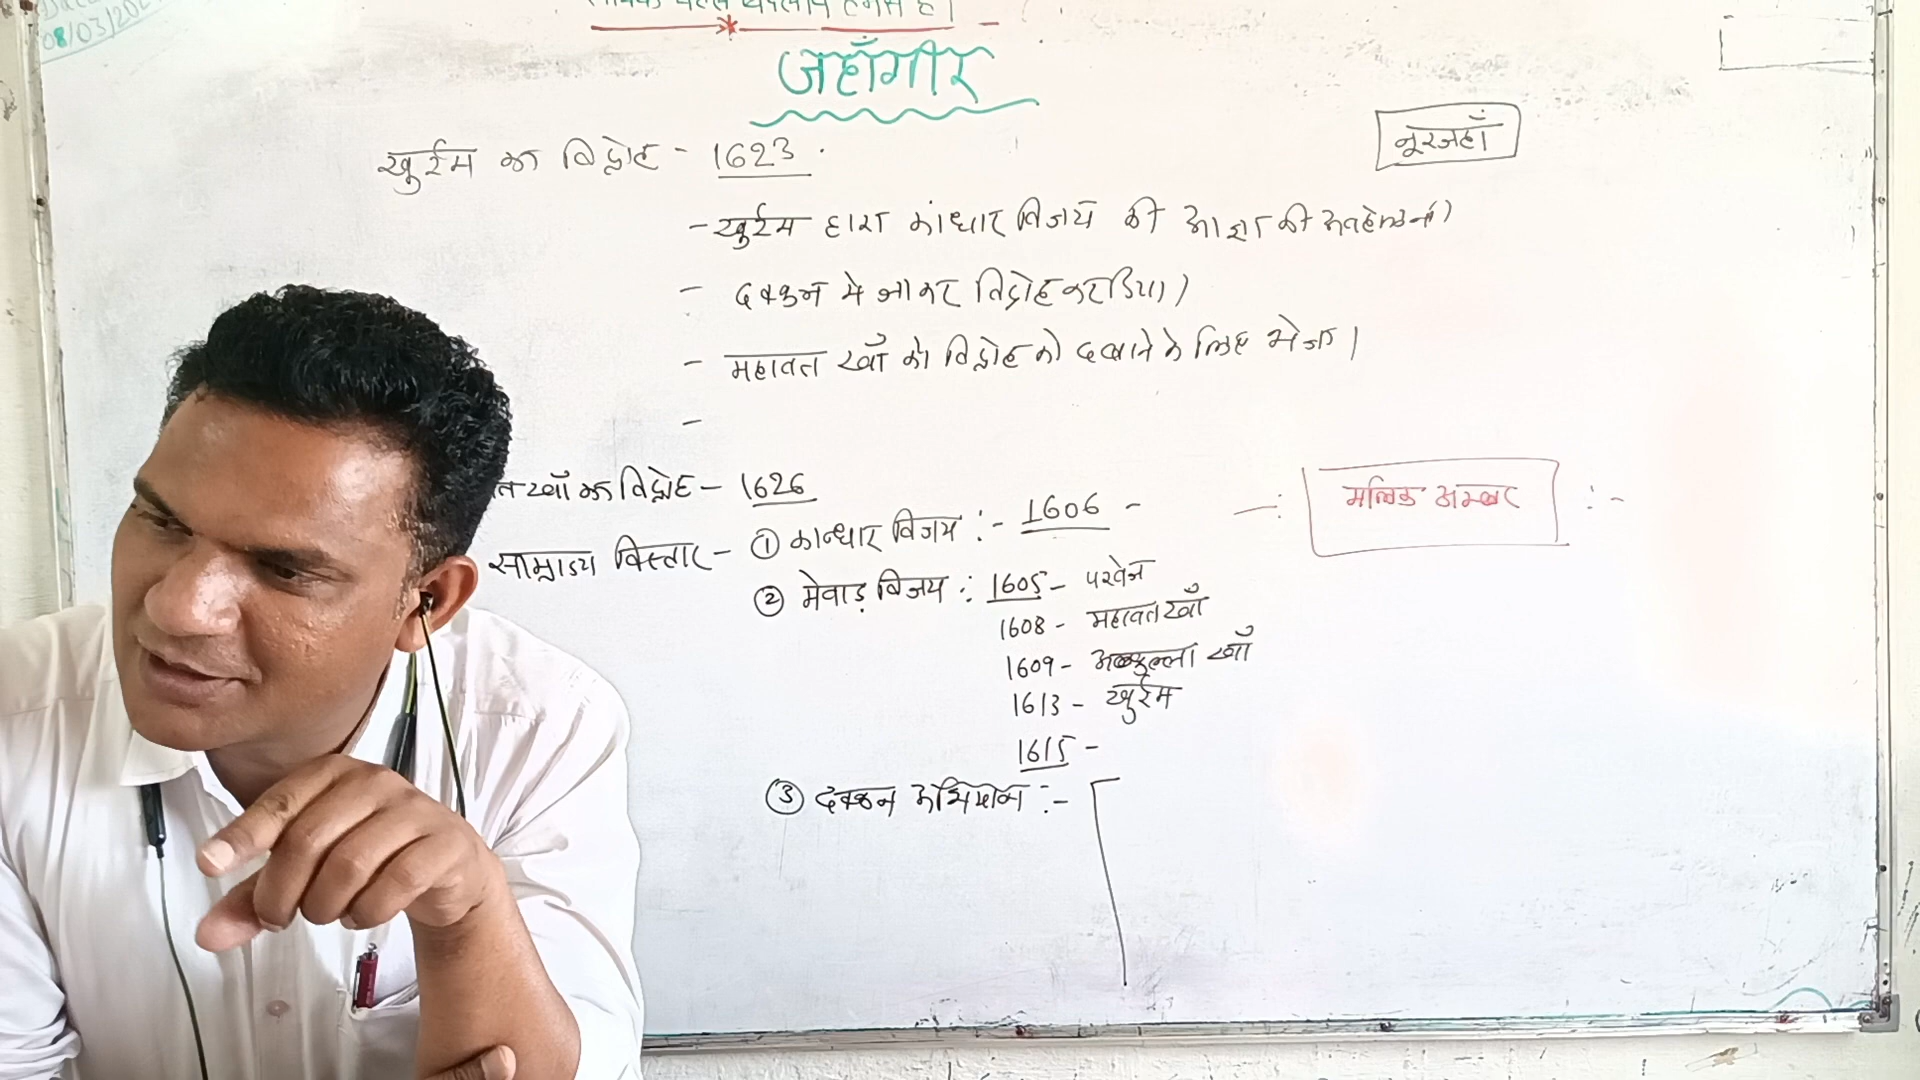 08/03/202
जहाँगीर
नूरजहाँ
खुर्रम का विद्रोह - 1623 .
- खुर्रम द्वारा कांधार विजय की आज्ञा की अवहेलना।
- दक्कन मे जाकर विद्रोह कर दिया।
- महावत खाँ को विद्रोह को दबाने के लिए भेजा।
-
त खाँ का विद्रोह - 1626
साम्राज्य विस्तार - ① कान्धार विजय :- 1606 -
-: मलिक अम्बर :-
② मेवाड़ विजय :- 1605 - परवेज
1608 - महावत खाँ
1609 - अब्दुल्ला खाँ
1613 - खुर्रम
1615 -
③ दक्कन अभियान :-